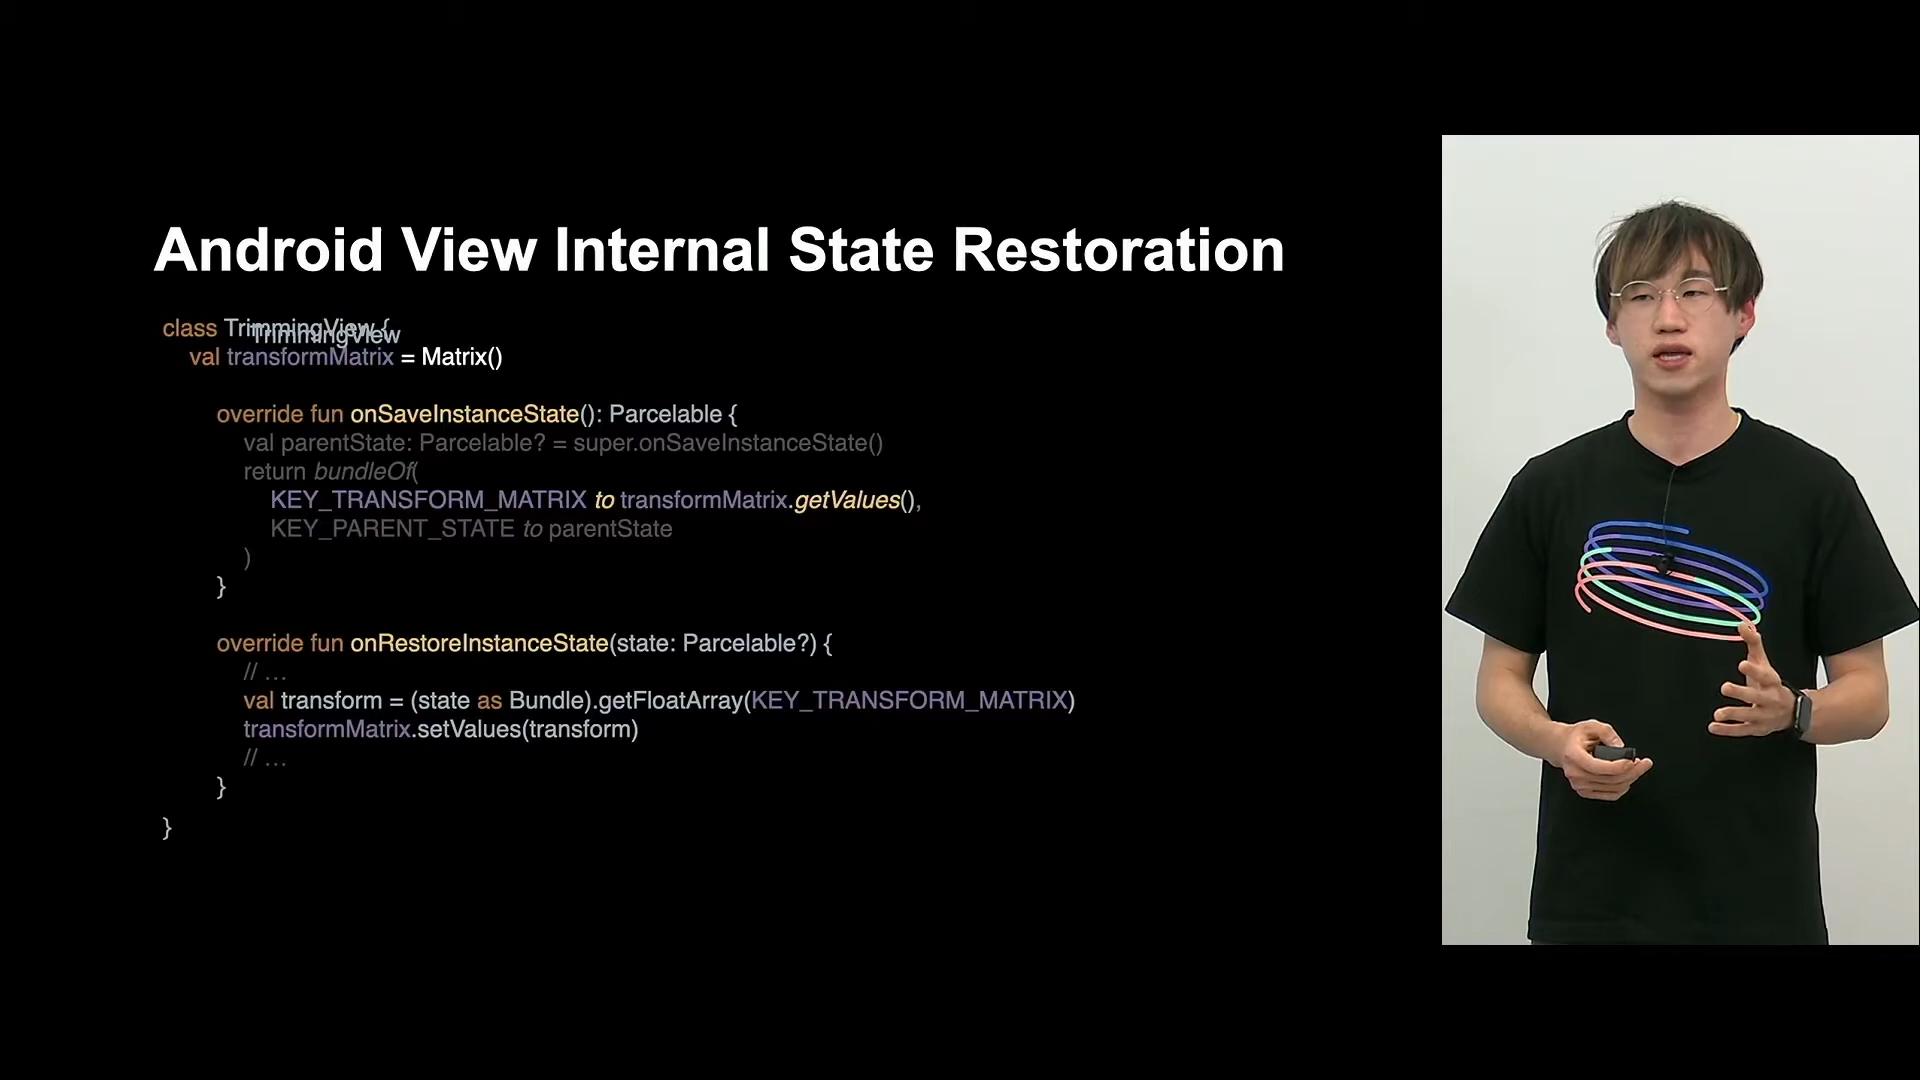 Android View Internal State Restoration
class TrimmingView {
TrimmingView
val transformMatrix = Matrix()
override fun onSaveInstanceState(): Parcelable {
val parentState: Parcelable? = super.onSaveInstanceState()
return bundleOf(
KEY_TRANSFORM_MATRIX to transformMatrix.getValues(),
KEY_PARENT_STATE to parentState
)
}
override fun onRestoreInstanceState(state: Parcelable?) {
// …
val transform = (state as Bundle).getFloatArray(KEY_TRANSFORM_MATRIX)
transformMatrix.setValues(transform)
// …
}
}